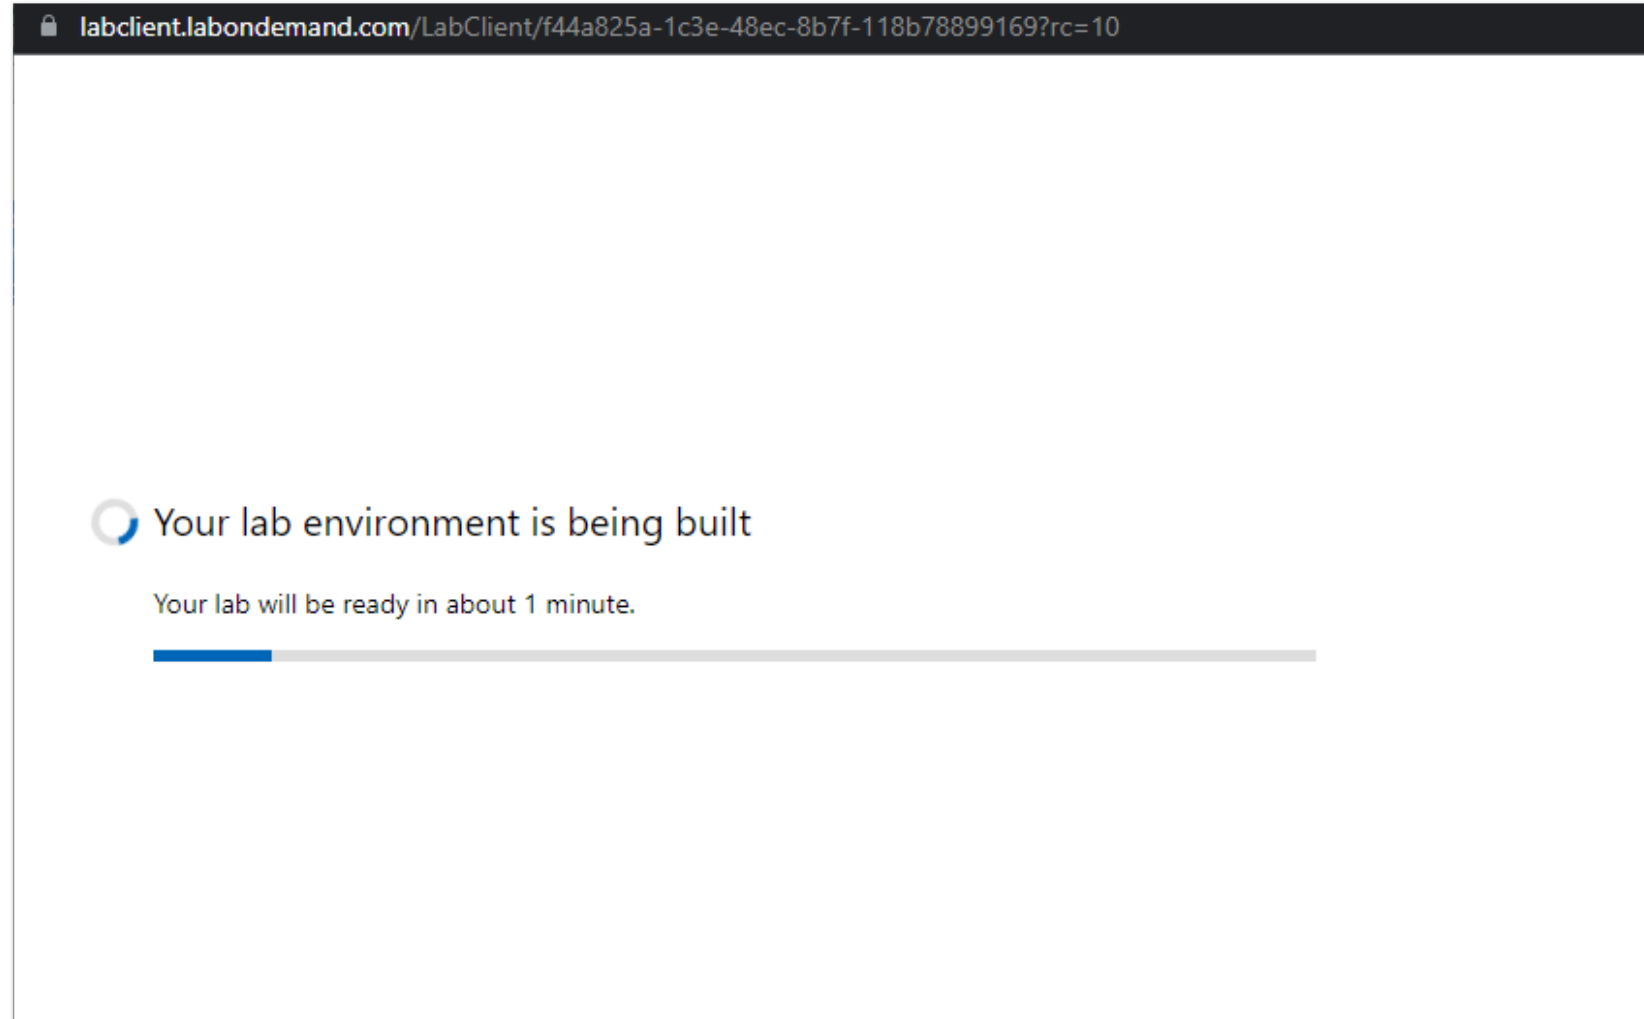 labclient.labondemand.com/LabClient/f44a825a-1c3e-48ec-8b7f-118b78899169?rc=10
Your lab environment is being built
Your lab will be ready in about 1 minute.